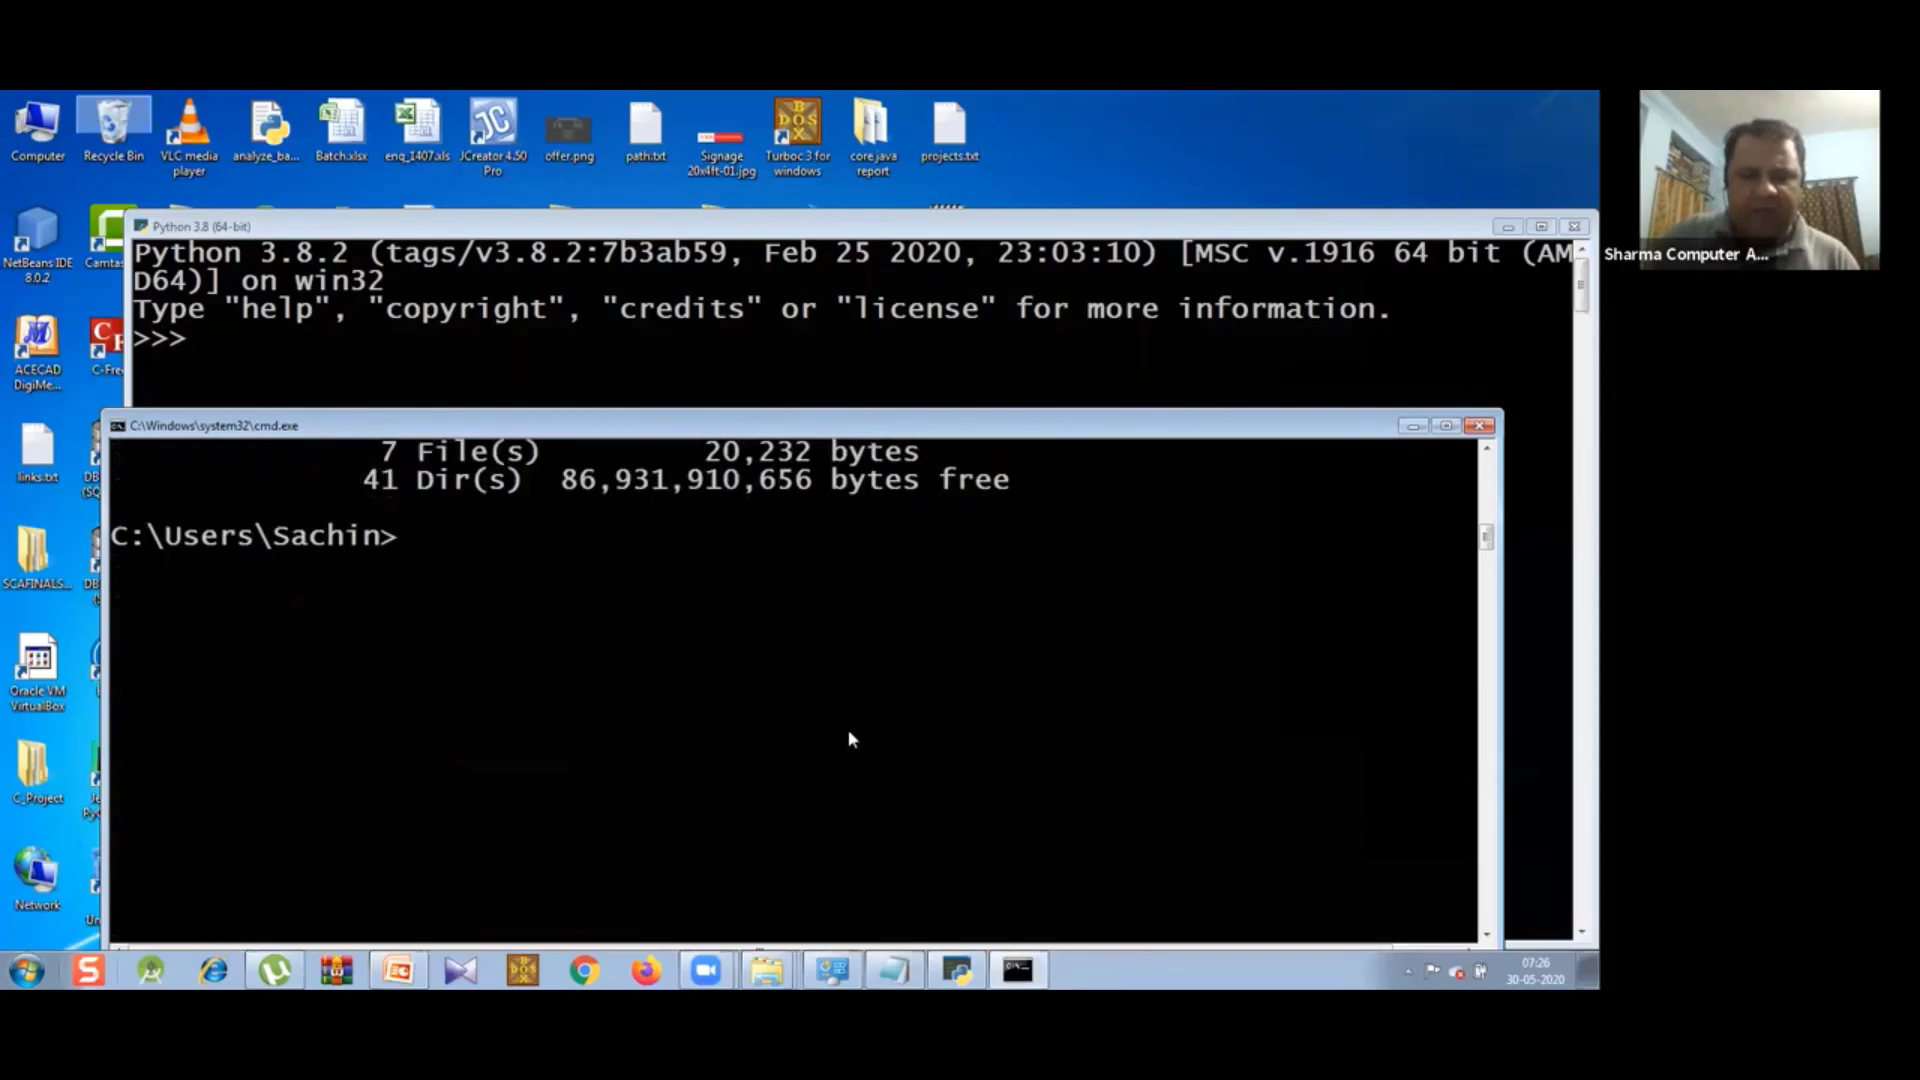 Computer
Recycle Bin
VLC media
player
analyze_ba...
Batch.xlsx
enq_1407.xls
JCreator 4.50
Pro
offer.png
path.txt
Signage
20x4ft-01.jpg
Turboc 3 for
windows
core java
report
projects.txt
NetBeans IDE
8.0.2
Camtas
ACECAD
DigiMe...
C-Fre
links.txt
SCAFINALS...
Oracle VM
VirtualBox
C_Project
Network
Python 3.8 (64-bit)
Python 3.8.2 (tags/v3.8.2:7b3ab59, Feb 25 2020, 23:03:10) [MSC v.1916 64 bit (AM
D64)] on win32
Type "help", "copyright", "credits" or "license" for more information.
>>>
C:\Windows\system32\cmd.exe
7 File(s) 20,232 bytes
41 Dir(s) 86,931,910,656 bytes free
C:\Users\Sachin>
Sharma Computer A...
07:26
30-05-2020